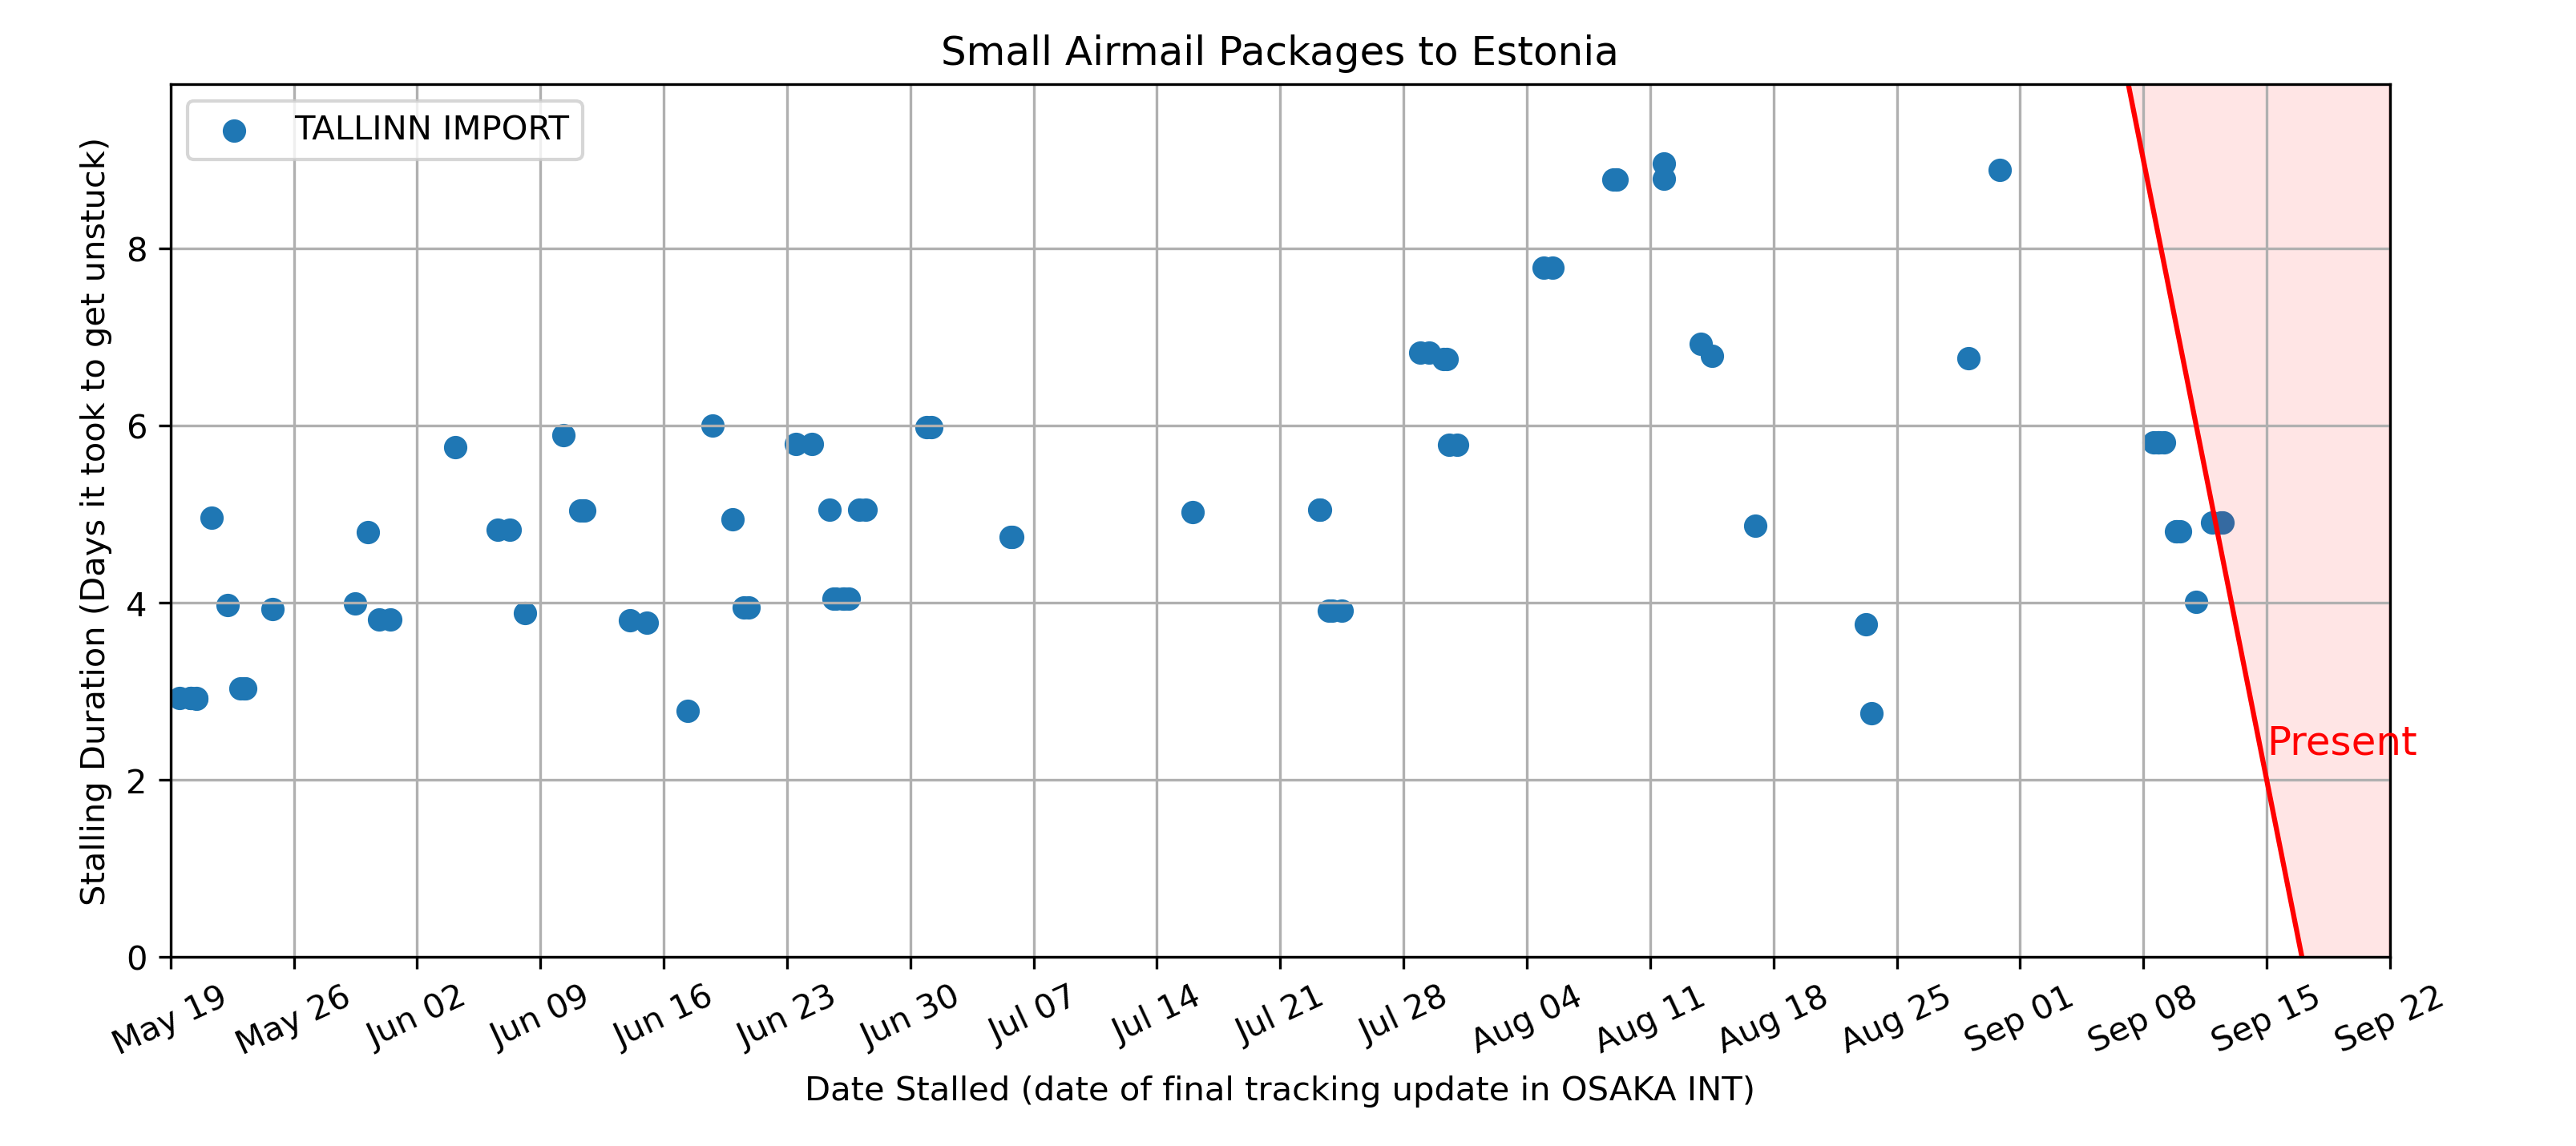 Small Airmail Packages to Estonia
TALLINN IMPORT
Stalling Duration (Days it took to get unstuck)
8
6
4
2
0
Present
May 19 May 26 Jun 02 Jun 09 Jun 16 Jun 23 Jun 30 Jul 07 Jul 14 Jul 21 Jul 28 Aug 04 Aug 11 Aug 18 Aug 25 Sep 01 Sep 08 Sep 15 Sep 22
Date Stalled (date of final tracking update in OSAKA INT)